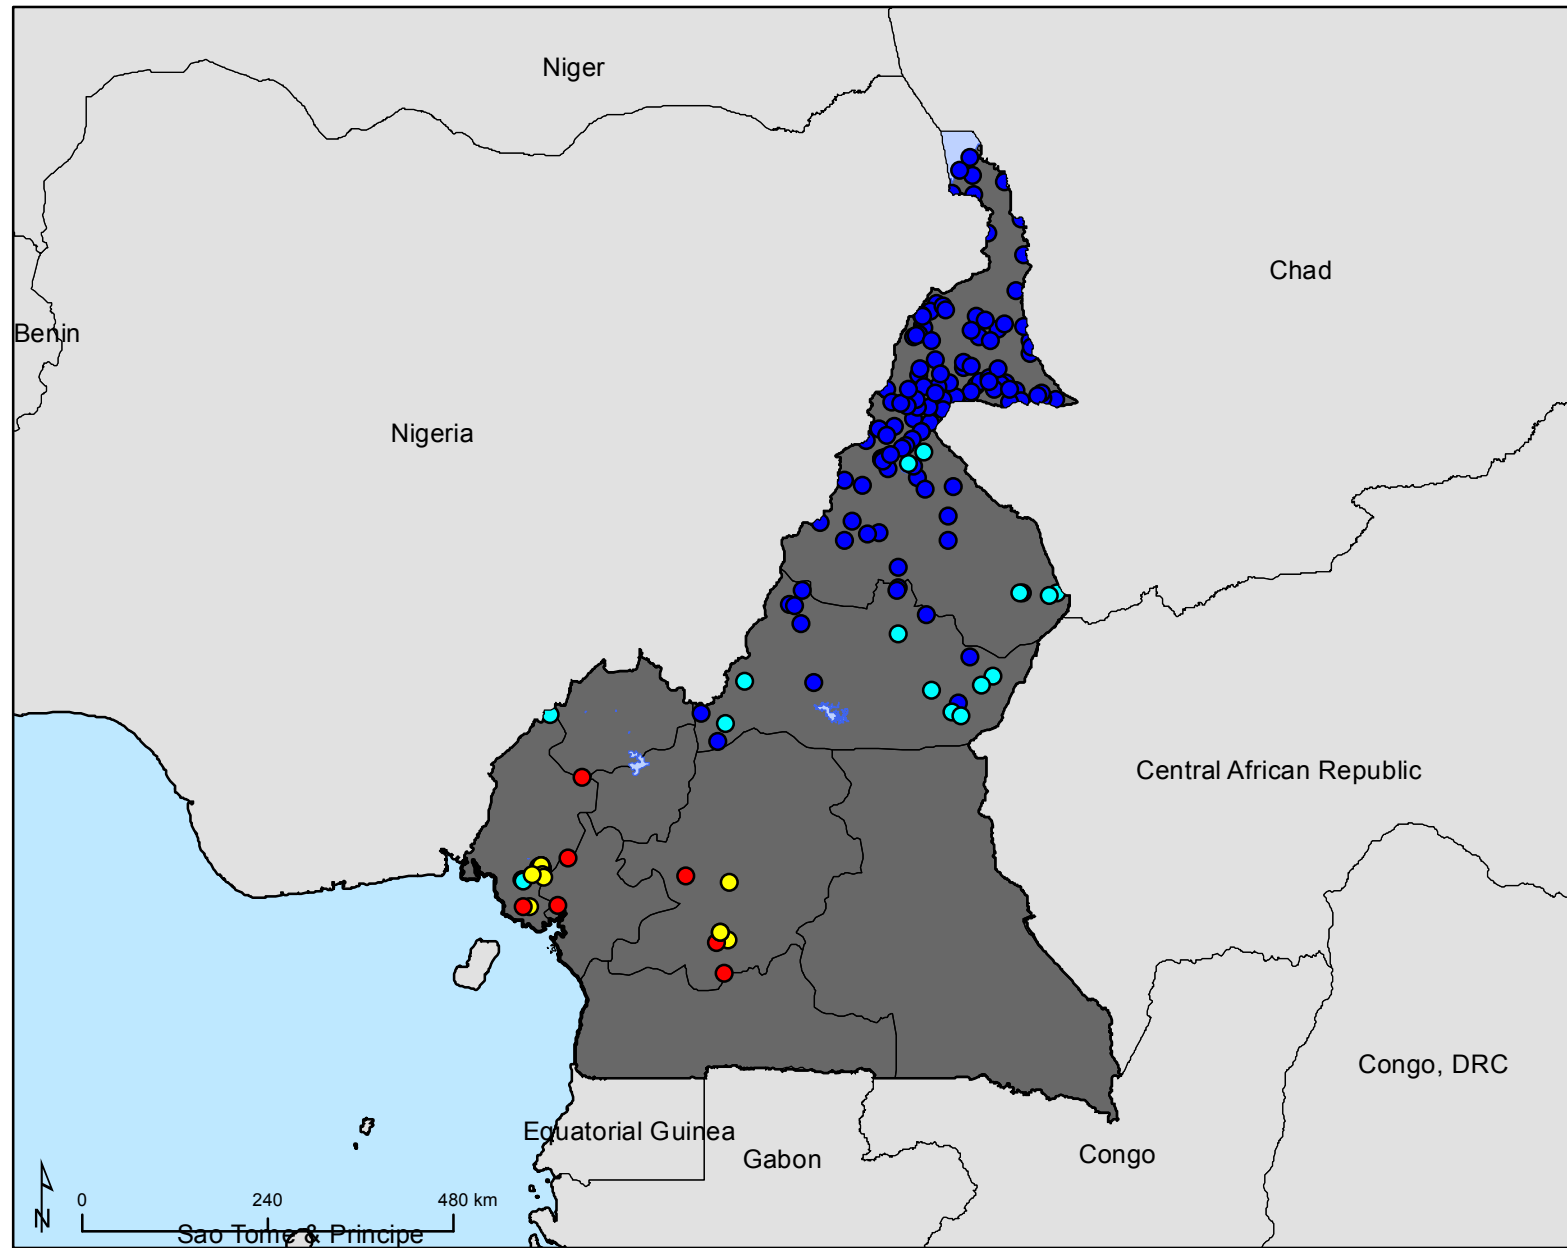 Niger
Chad
Benin
Nigeria
Central African Republic
Congo, DRC
Equatorial Guinea
Gabon
Congo
0 240 480 km
N
Sao Tome & Principe